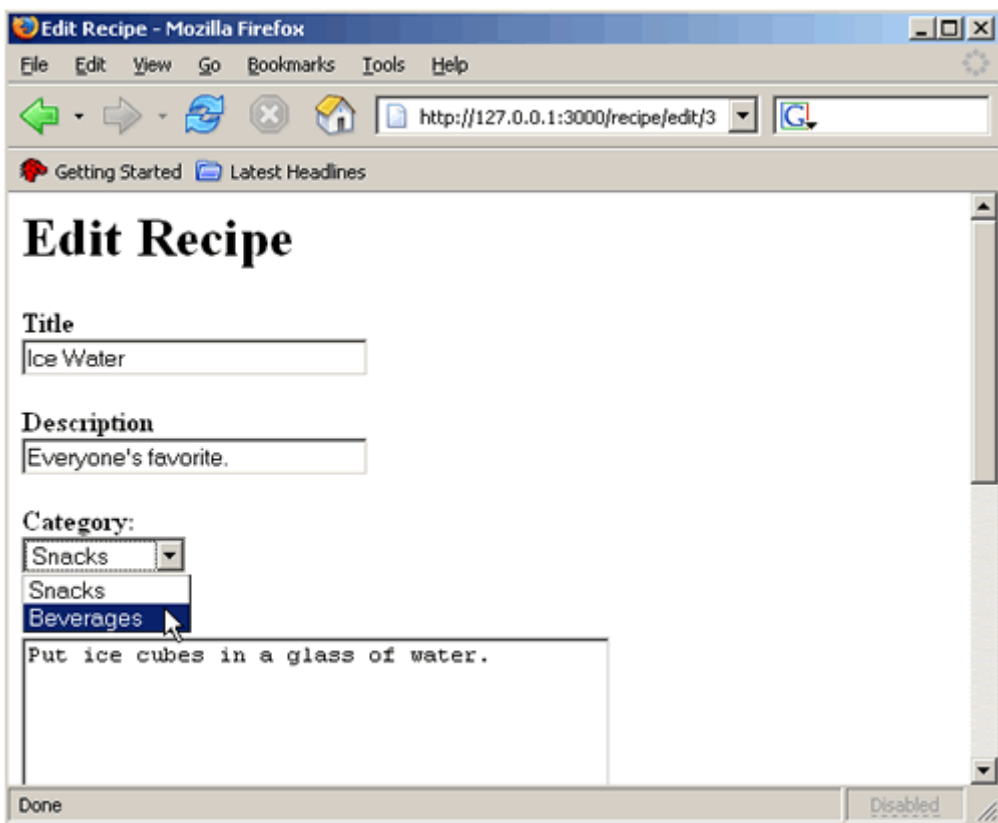 Edit Recipe - Mozilla Firefox
File Edit View Go Bookmarks Tools Help
http://127.0.0.1:3000/recipe/edit/3 G
Getting Started Latest Headlines
Edit Recipe
Title
Ice Water
Description
Everyone's favorite.
Category:
Snacks
Snacks
Beverages
Put ice cubes in a glass of water.
Done Disabled